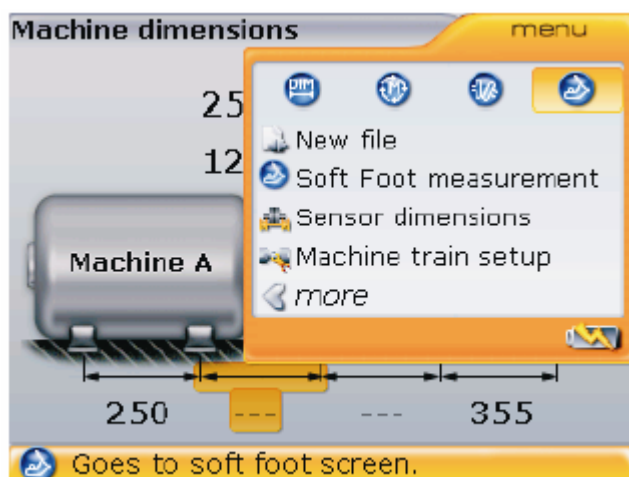 Machine dimensions
menu
DIM
25
New file
12
Soft Foot measurement
Sensor dimensions
Machine A
Machine train setup
more
250 --- --- 355
Goes to soft foot screen.